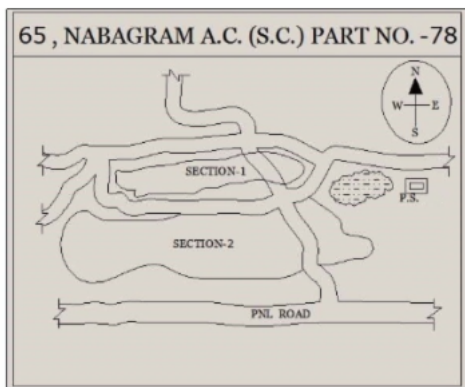 65, NABAGRAM A.C. (S.C.) PART NO. -78
N
W E
S
SECTION-1
P.S.
SECTION-2
PNL ROAD